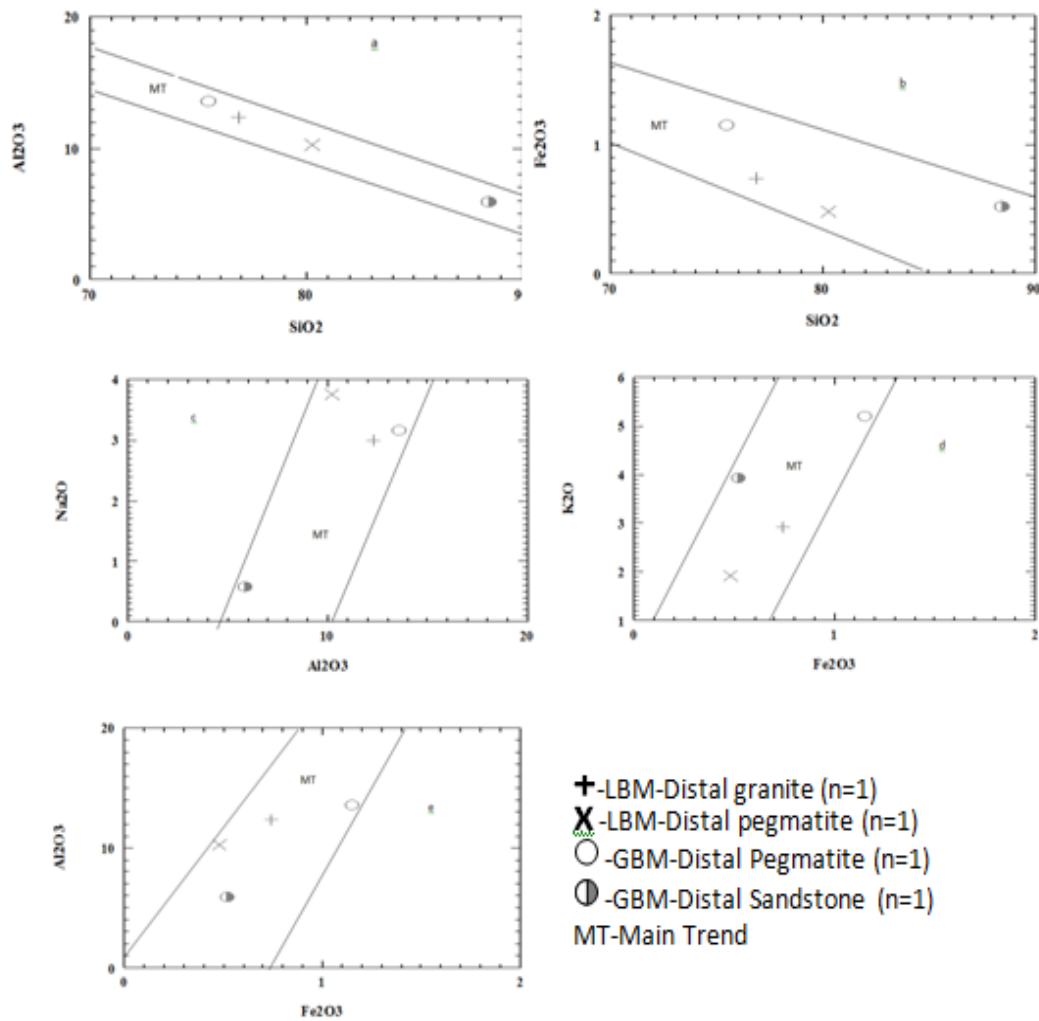 20
a
MT
Al2O3
10
0
70
80
9
SiO2
2
b
MT
Fe2O3
1
0
70
80
90
SiO2
4
c
3
Na2O
2
MT
1
0
0
10
20
Al2O3
6
5
d
MT
4
K2O
3
2
1
0
1
2
Fe2O3
20
MT
e
Al2O3
10
0
0
1
2
Fe2O3
+-LBM-Distal granite (n=1)
X-LBM-Distal pegmatite (n=1)
-GBM-Distal Pegmatite (n=1)
-GBM-Distal Sandstone (n=1)
MT-Main Trend